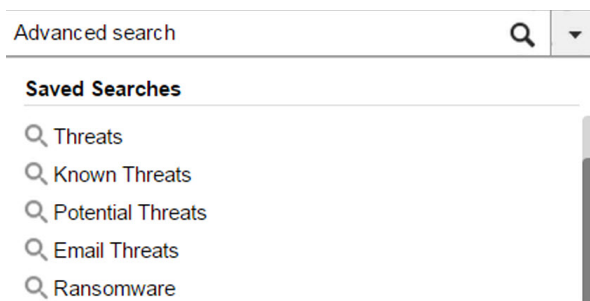 Advanced search
Saved Searches
Threats
Known Threats
Potential Threats
Email Threats
Ransomware